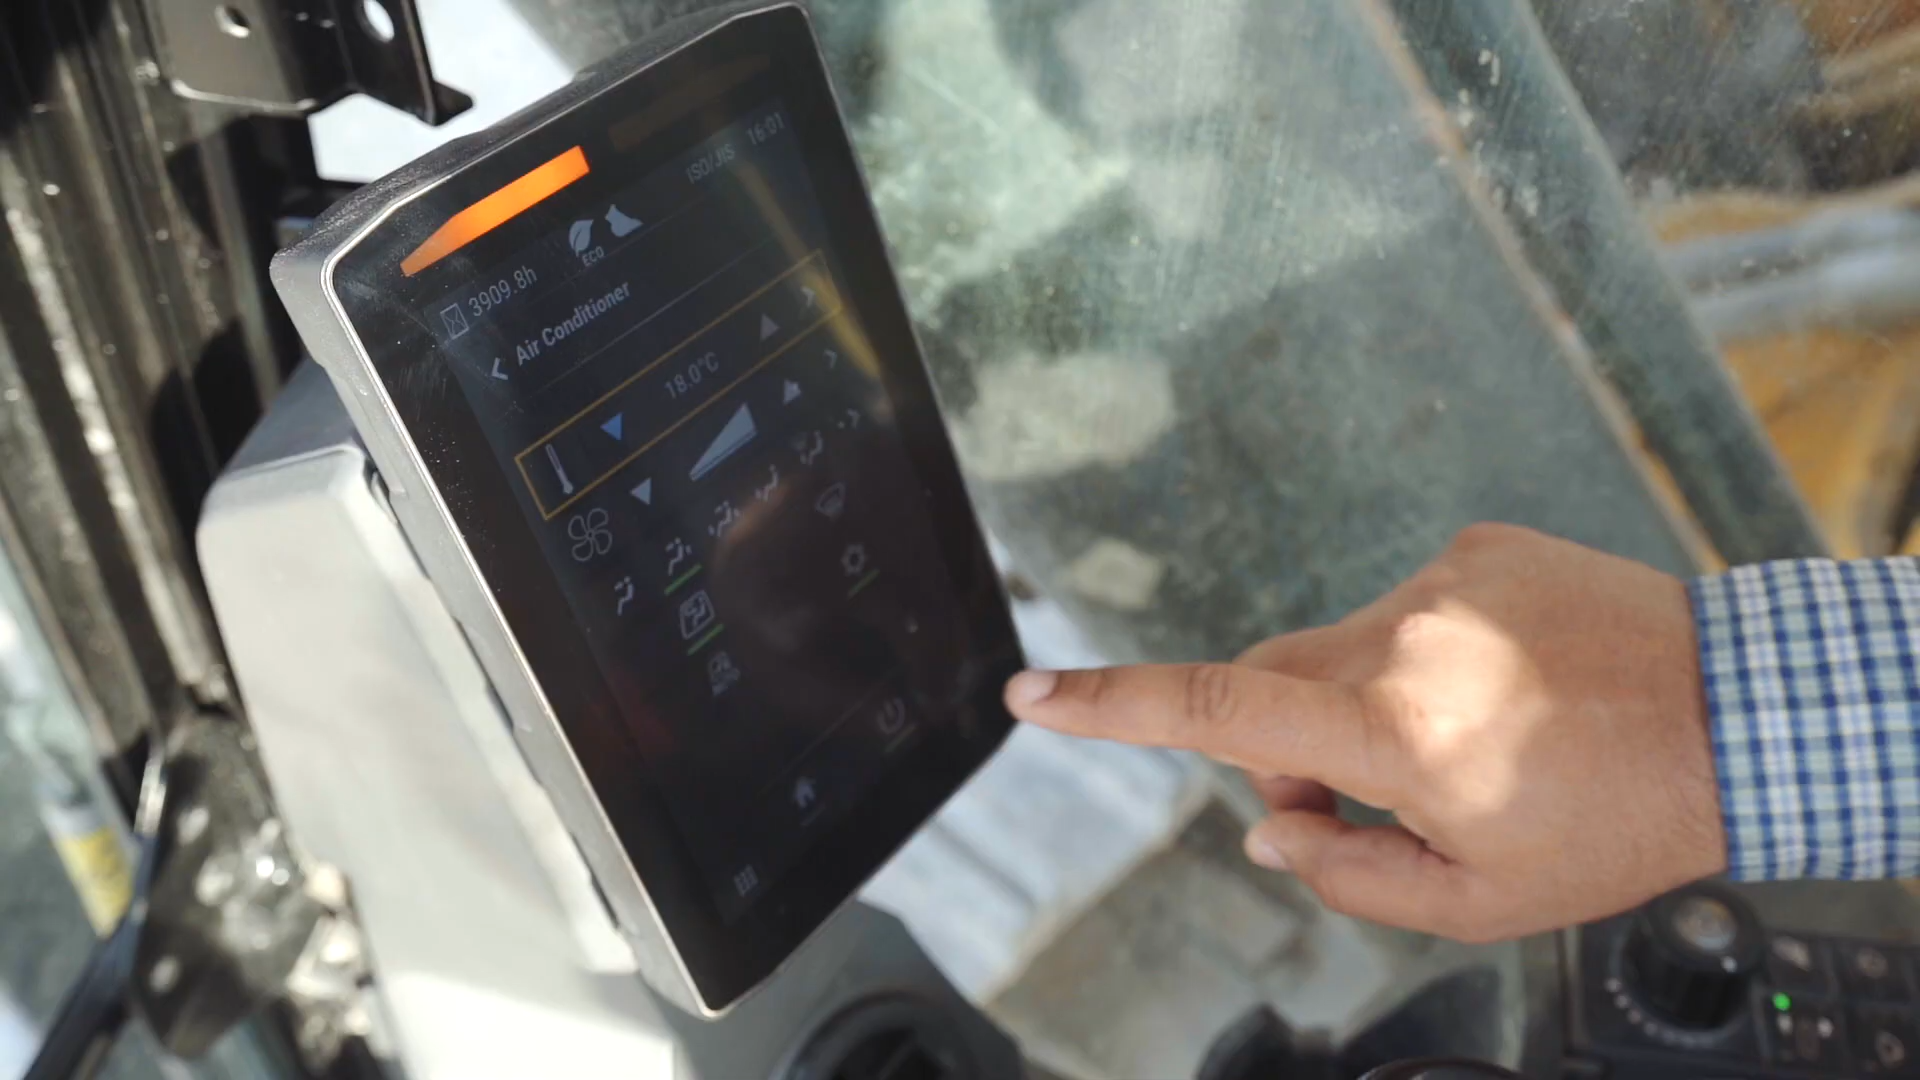 ISO/JIS 16:01
ECO
3909.8h
Air Conditioner
18.0°C